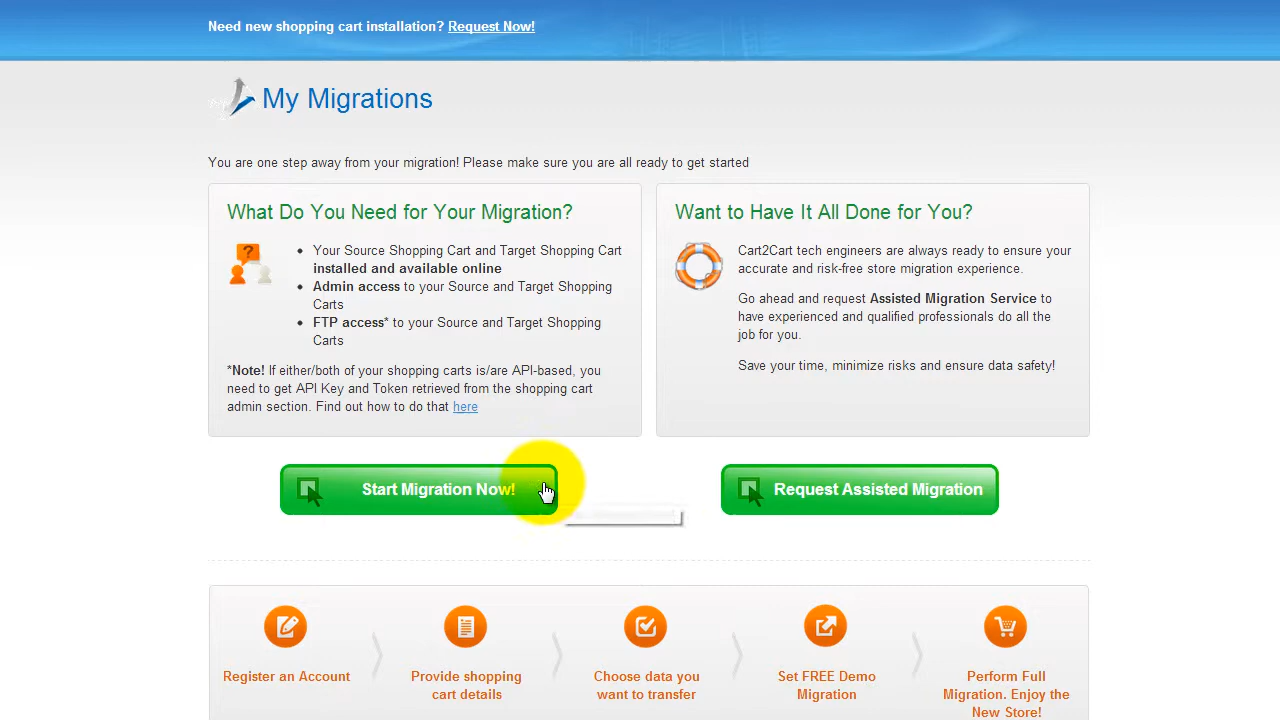 Need new shopping cart installation? Request Now!
My Migrations
You are one step away from your migration! Please make sure you are all ready to get started
What Do You Need for Your Migration?
• Your Source Shopping Cart and Target Shopping Cart
installed and available online
• Admin access to your Source and Target Shopping
Carts
• FTP access* to your Source and Target Shopping
Carts
*Note! If either/both of your shopping carts is/are API-based, you
need to get API Key and Token retrieved from the shopping cart
admin section. Find out how to do that here
Want to Have It All Done for You?
Cart2Cart tech engineers are always ready to ensure your
accurate and risk-free store migration experience.
Go ahead and request Assisted Migration Service to
have experienced and qualified professionals do all the
job for you.
Save your time, minimize risks and ensure data safety!
Start Migration Now!
Request Assisted Migration
Register an Account
Provide shopping
cart details
Choose data you
want to transfer
Set FREE Demo
Migration
Perform Full
Migration. Enjoy the
New Store!